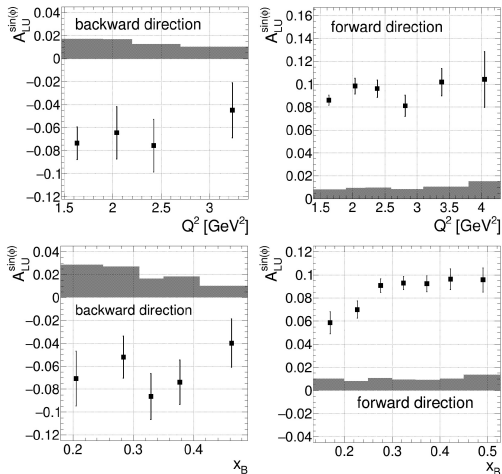 A_LU^sin(ϕ)
backward direction
0.04
0.02
0
−0.02
−0.04
−0.06
−0.08
−0.1
−0.12
1.5 2 2.5 3
Q² [GeV²]
A_LU^sin(ϕ)
forward direction
0.16
0.14
0.12
0.1
0.08
0.06
0.04
0.02
0
1.5 2 2.5 3 3.5 4
Q² [GeV²]
A_LU^sin(ϕ)
0.04
0.02
0
backward direction
−0.02
−0.04
−0.06
−0.08
−0.1
−0.12
0.2 0.3 0.4
x_B
A_LU^sin(ϕ)
0.12
0.1
0.08
0.06
0.04
0.02
0
forward direction
−0.02
−0.04
0.2 0.3 0.4 0.5
x_B